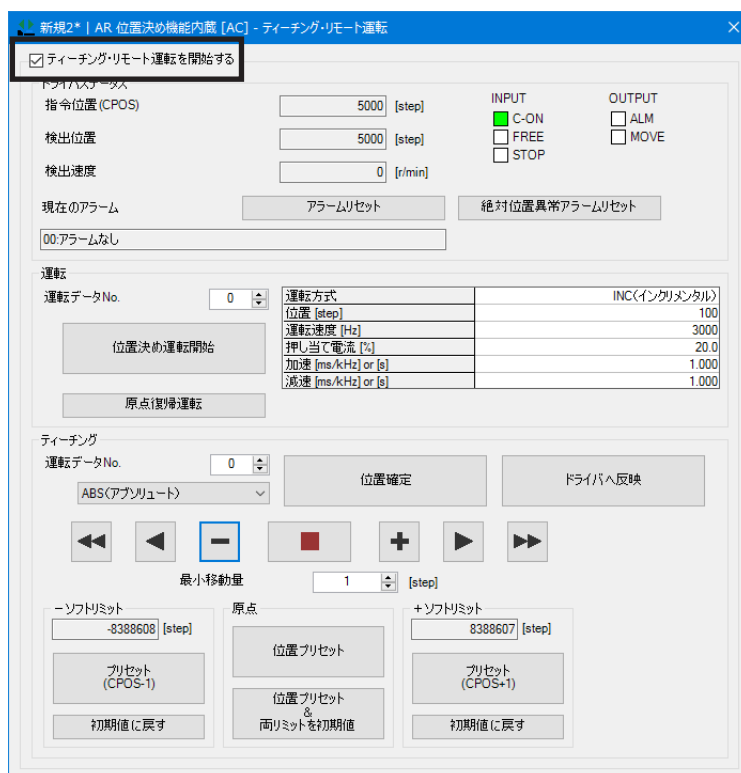 新規2* | AR 位置決め機能内蔵 [AC] - ティーチング・リモート運転
ティーチング・リモート運転を開始する
ドライバステータス
指令位置(CPOS) 5000 [step]
INPUT OUTPUT
C-ON ALM
検出位置 5000 [step]
FREE MOVE
STOP
検出速度 0 [r/min]
現在のアラーム アラームリセット 絶対位置異常アラームリセット
00:アラームなし
運転
運転データNo. 0
運転方式 INC(インクリメンタル)
位置 [step] 100
運転速度 [Hz] 3000
押し当て電流 [%] 20.0
加速 [ms/kHz] or [s] 1.000
減速 [ms/kHz] or [s] 1.000
位置決め運転開始
原点復帰運転
ティーチング
運転データNo. 0
ABS(アブソリュート)
位置確定 ドライバへ反映
最小移動量 1 [step]
－ソフトリミット
-8388608 [step]
プリセット
(CPOS-1)
初期値に戻す
原点
位置プリセット
位置プリセット
&
両リミットを初期値
+ソフトリミット
8388607 [step]
プリセット
(CPOS+1)
初期値に戻す